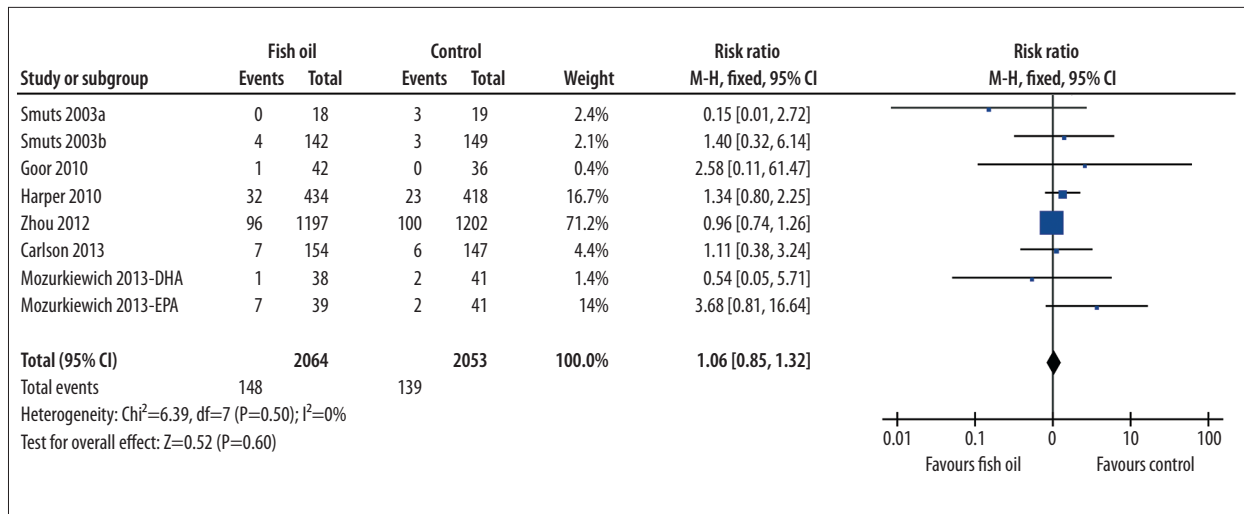 Fish oil Control Risk ratio Risk ratio
Study or subgroup Events Total Events Total Weight M-H, fixed, 95% CI M-H, fixed, 95% CI
Smuts 2003a 0 18 3 19 2.4% 0.15 [0.01, 2.72]
Smuts 2003b 4 142 3 149 2.1% 1.40 [0.32, 6.14]
Goor 2010 1 42 0 36 0.4% 2.58 [0.11, 61.47]
Harper 2010 32 434 23 418 16.7% 1.34 [0.80, 2.25]
Zhou 2012 96 1197 100 1202 71.2% 0.96 [0.74, 1.26]
Carlson 2013 7 154 6 147 4.4% 1.11 [0.38, 3.24]
Mozurkiewich 2013-DHA 1 38 2 41 1.4% 0.54 [0.05, 5.71]
Mozurkiewich 2013-EPA 7 39 2 41 14% 3.68 [0.81, 16.64]
Total (95% CI) 2064 2053 100.0% 1.06 [0.85, 1.32]
Total events 148 139
Heterogeneity: Chi²=6.39, df=7 (P=0.50); I²=0%
Test for overall effect: Z=0.52 (P=0.60)
0.01 0.1 0 10 100
Favours fish oil Favours control